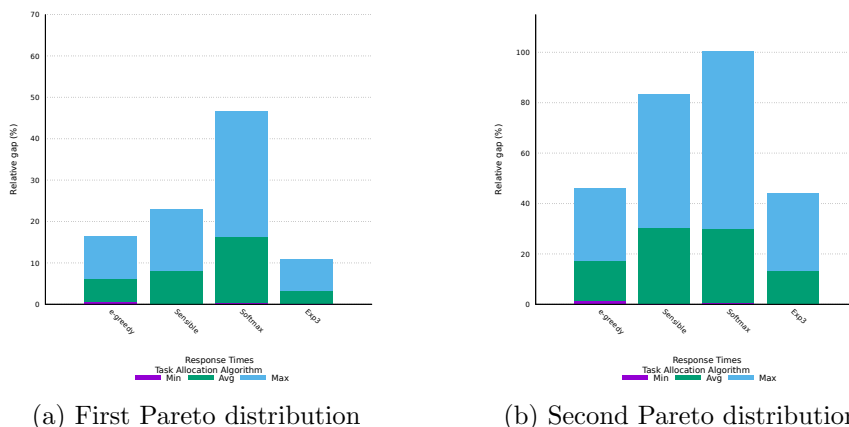 70
60
50
40
30
20
10
0
Relative gap (%)
e-greedy
Sensible
Softmax
Exp3
Response Times
Task Allocation Algorithm
Min Avg Max
(a) First Pareto distribution
100
80
60
40
20
0
Relative gap (%)
e-greedy
Sensible
Softmax
Exp3
Response Times
Task Allocation Algorithm
Min Avg Max
(b) Second Pareto distribution